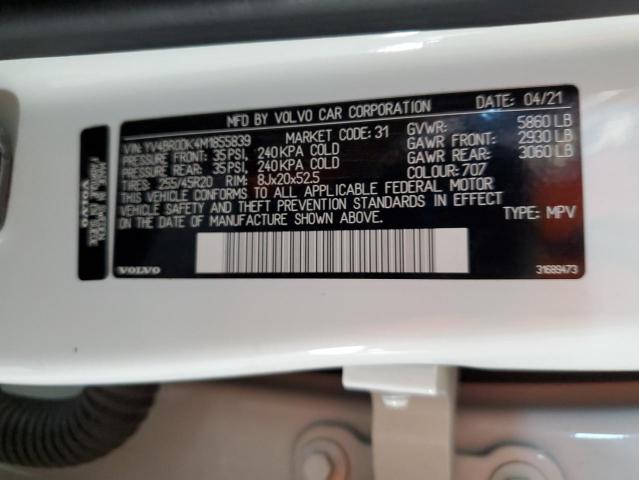 MFD BY VOLVO CAR CORPORATION DATE: 04/21
VIN: YV4BR0DK4M1855839 MARKET CODE: 31 GVWR: 5860 LB
PRESSURE FRONT: 35 PSI, 240 KPA COLD GAWR FRONT: 2930 LB
PRESSURE REAR: 35 PSI, 240 KPA COLD GAWR REAR: 3060 LB
TIRES: 255/45R20 RIM: 8Jx20x52.5 COLOUR: 707
THIS VEHICLE CONFORMS TO ALL APPLICABLE FEDERAL MOTOR
VEHICLE SAFETY AND THEFT PREVENTION STANDARDS IN EFFECT
ON THE DATE OF MANUFACTURE SHOWN ABOVE. TYPE: MPV
VOLVO 31689473
VOLVO